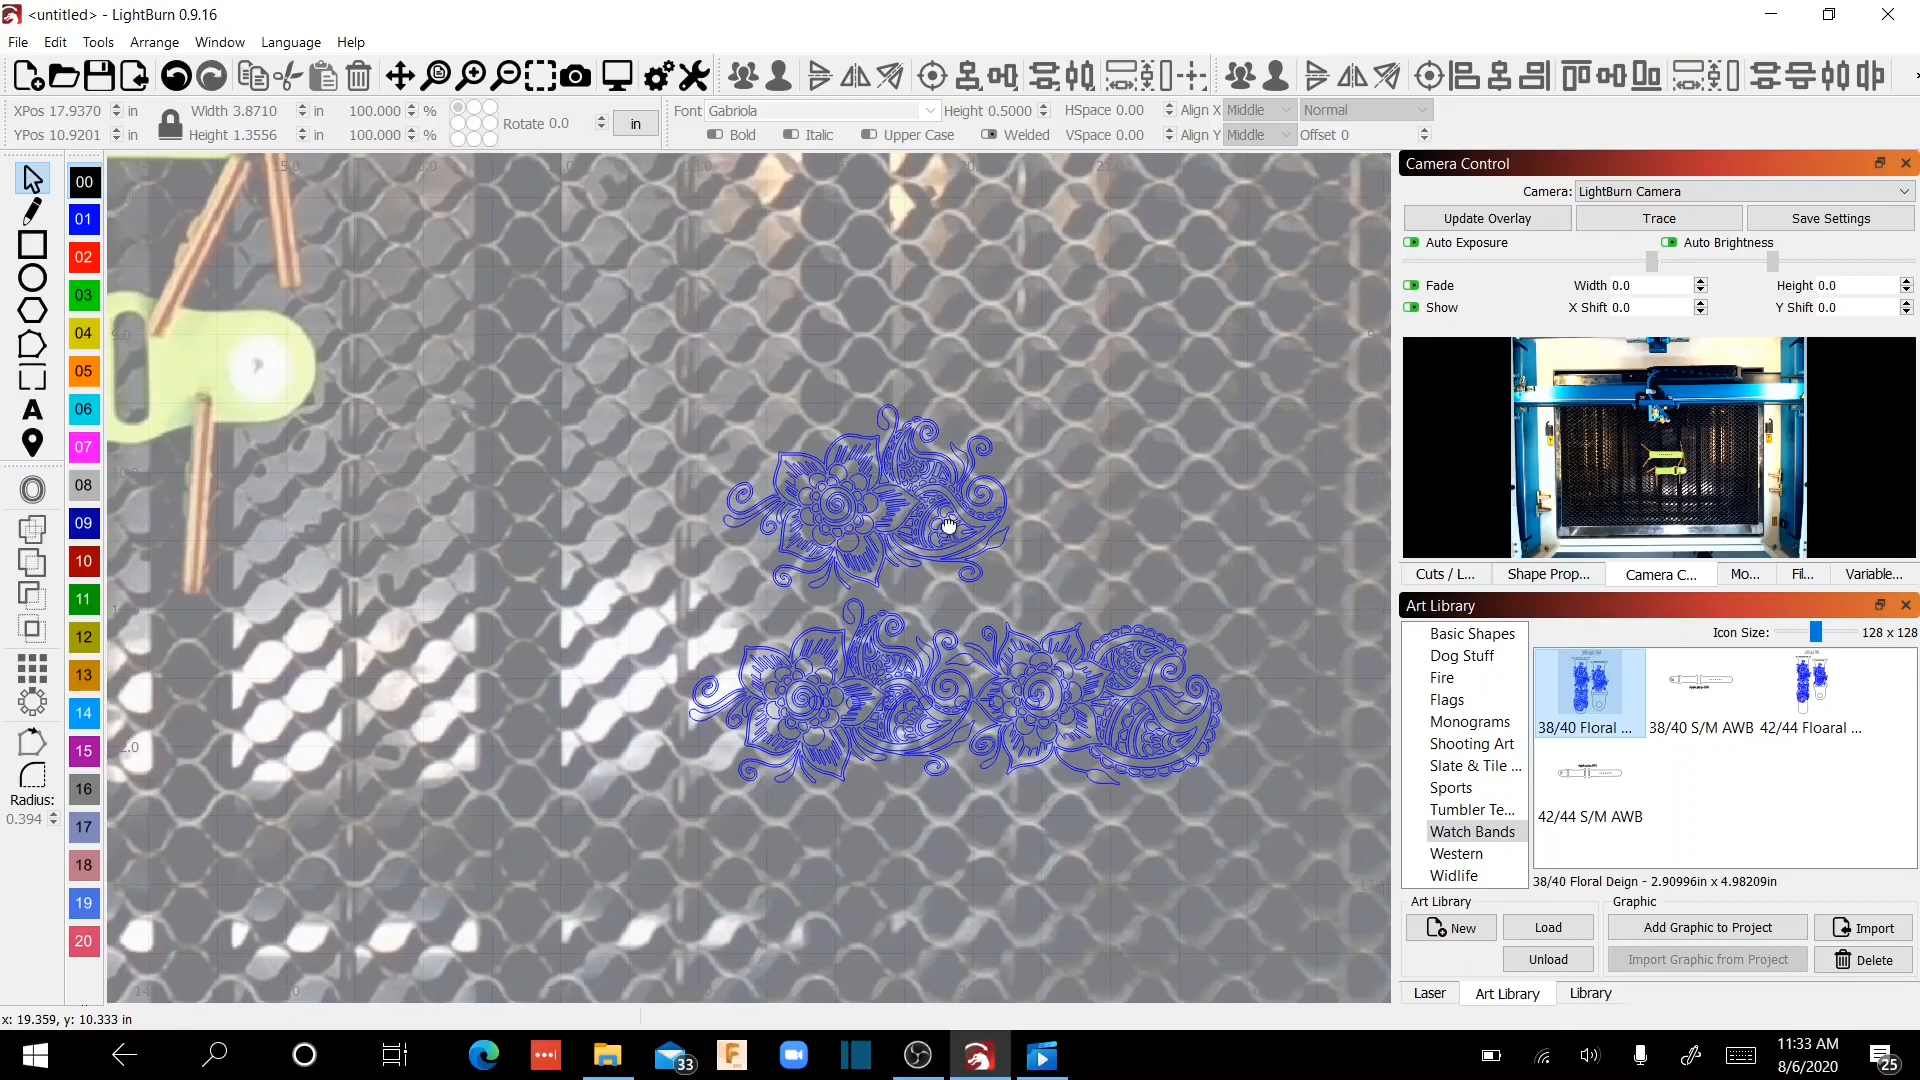 <untitled> - LightBurn 0.9.16
File Edit Tools Arrange Window Language Help
XPos 17.9370 in Width 3.8710 in 100.000 % Rotate 0.0 in
YPos 10.9201 in Height 1.3556 in 100.000 %
Font Gabriola Height 0.5000 HSpace 0.00 Align X Middle Normal
Bold Italic Upper Case Welded VSpace 0.00 Align Y Middle Offset 0
00
01
02
03
04
05
06
07
08
09
10
11
12
13
14
15
16
17
18
19
20
Radius:
0.394
Camera Control
Camera: LightBurn Camera
Update Overlay Trace Save Settings
Auto Exposure Auto Brightness
Fade Width 0.0 Height 0.0
Show X Shift 0.0 Y Shift 0.0
Cuts / L... Shape Prop... Camera C... Mo... Fil... Variable...
Art Library
Basic Shapes
Dog Stuff
Fire
Flags
Monograms
Shooting Art
Slate & Tile ...
Sports
Tumbler Te...
Watch Bands
Western
Widlife
Icon Size: 128 x 128
38/40 Floral ... 38/40 S/M AWB 42/44 Floaral ...
42/44 S/M AWB
38/40 Floral Deign - 2.90996in x 4.98209in
Art Library Graphic
New Load Add Graphic to Project Import
Unload Import Graphic from Project Delete
Laser Art Library Library
x: 19.359, y: 10.333 in
33
11:33 AM
8/6/2020
25